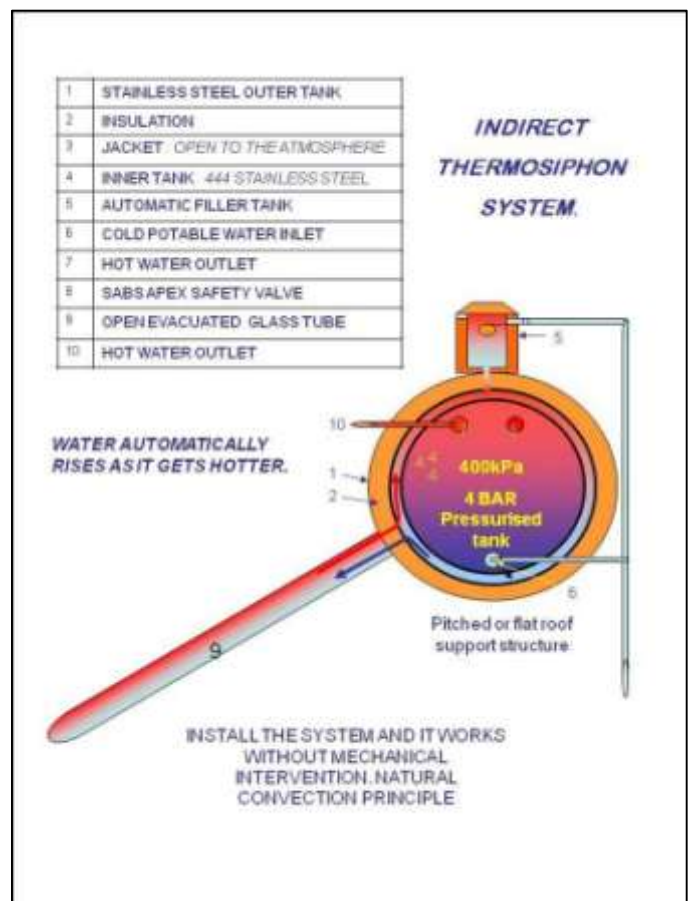 1 STAINLESS STEEL OUTER TANK
2 INSULATION
3 JACKET OPEN TO THE ATMOSPHERE
4 INNER TANK 444 STAINLESS STEEL
5 AUTOMATIC FILLER TANK
6 COLD POTABLE WATER INLET
7 HOT WATER OUTLET
8 SABS APEX SAFETY VALVE
9 OPEN EVACUATED GLASS TUBE
10 HOT WATER OUTLET
INDIRECT
THERMOSIPHON
SYSTEM.
5
10
WATER AUTOMATICALLY
RISES AS IT GETS HOTTER.
1
2
4
4
4
400kPa
4 BAR
Pressurised
tank
6
Pitched or flat roof
support structure
9
INSTALL THE SYSTEM AND IT WORKS
WITHOUT MECHANICAL
INTERVENTION. NATURAL
CONVECTION PRINCIPLE